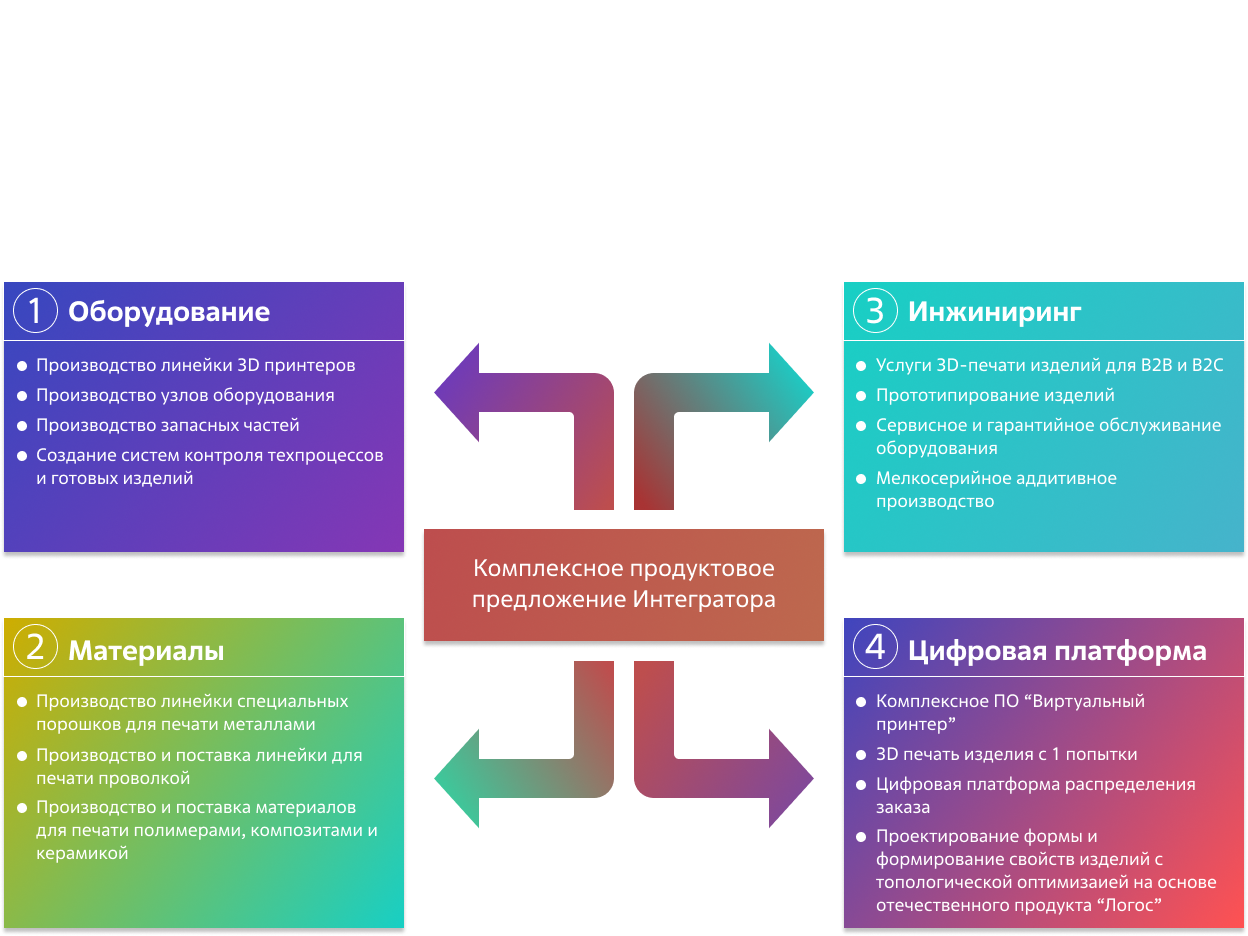 1 Оборудование
Производство линейки 3D принтеров
Производство узлов оборудования
Производство запасных частей
Создание систем контроля техпроцессов
и готовых изделий
3 Инжиниринг
Услуги 3D-печати изделий для B2B и B2C
Прототипирование изделий
Сервисное и гарантийное обслуживание
оборудования
Мелкосерийное аддитивное
производство
Комплексное продуктовое
предложение Интегратора
2 Материалы
Производство линейки специальных
порошков для печати металлами
Производство и поставка линейки для
печати проволкой
Производство и поставка материалов
для печати полимерами, композитами и
керамикой
4 Цифровая платформа
Комплексное ПО “Виртуальный
принтер”
3D печать изделия с 1 попытки
Цифровая платформа распределения
заказа
Проектирование формы и
формирование свойств изделий с
топологической оптимизаией на основе
отечественного продукта “Логос”